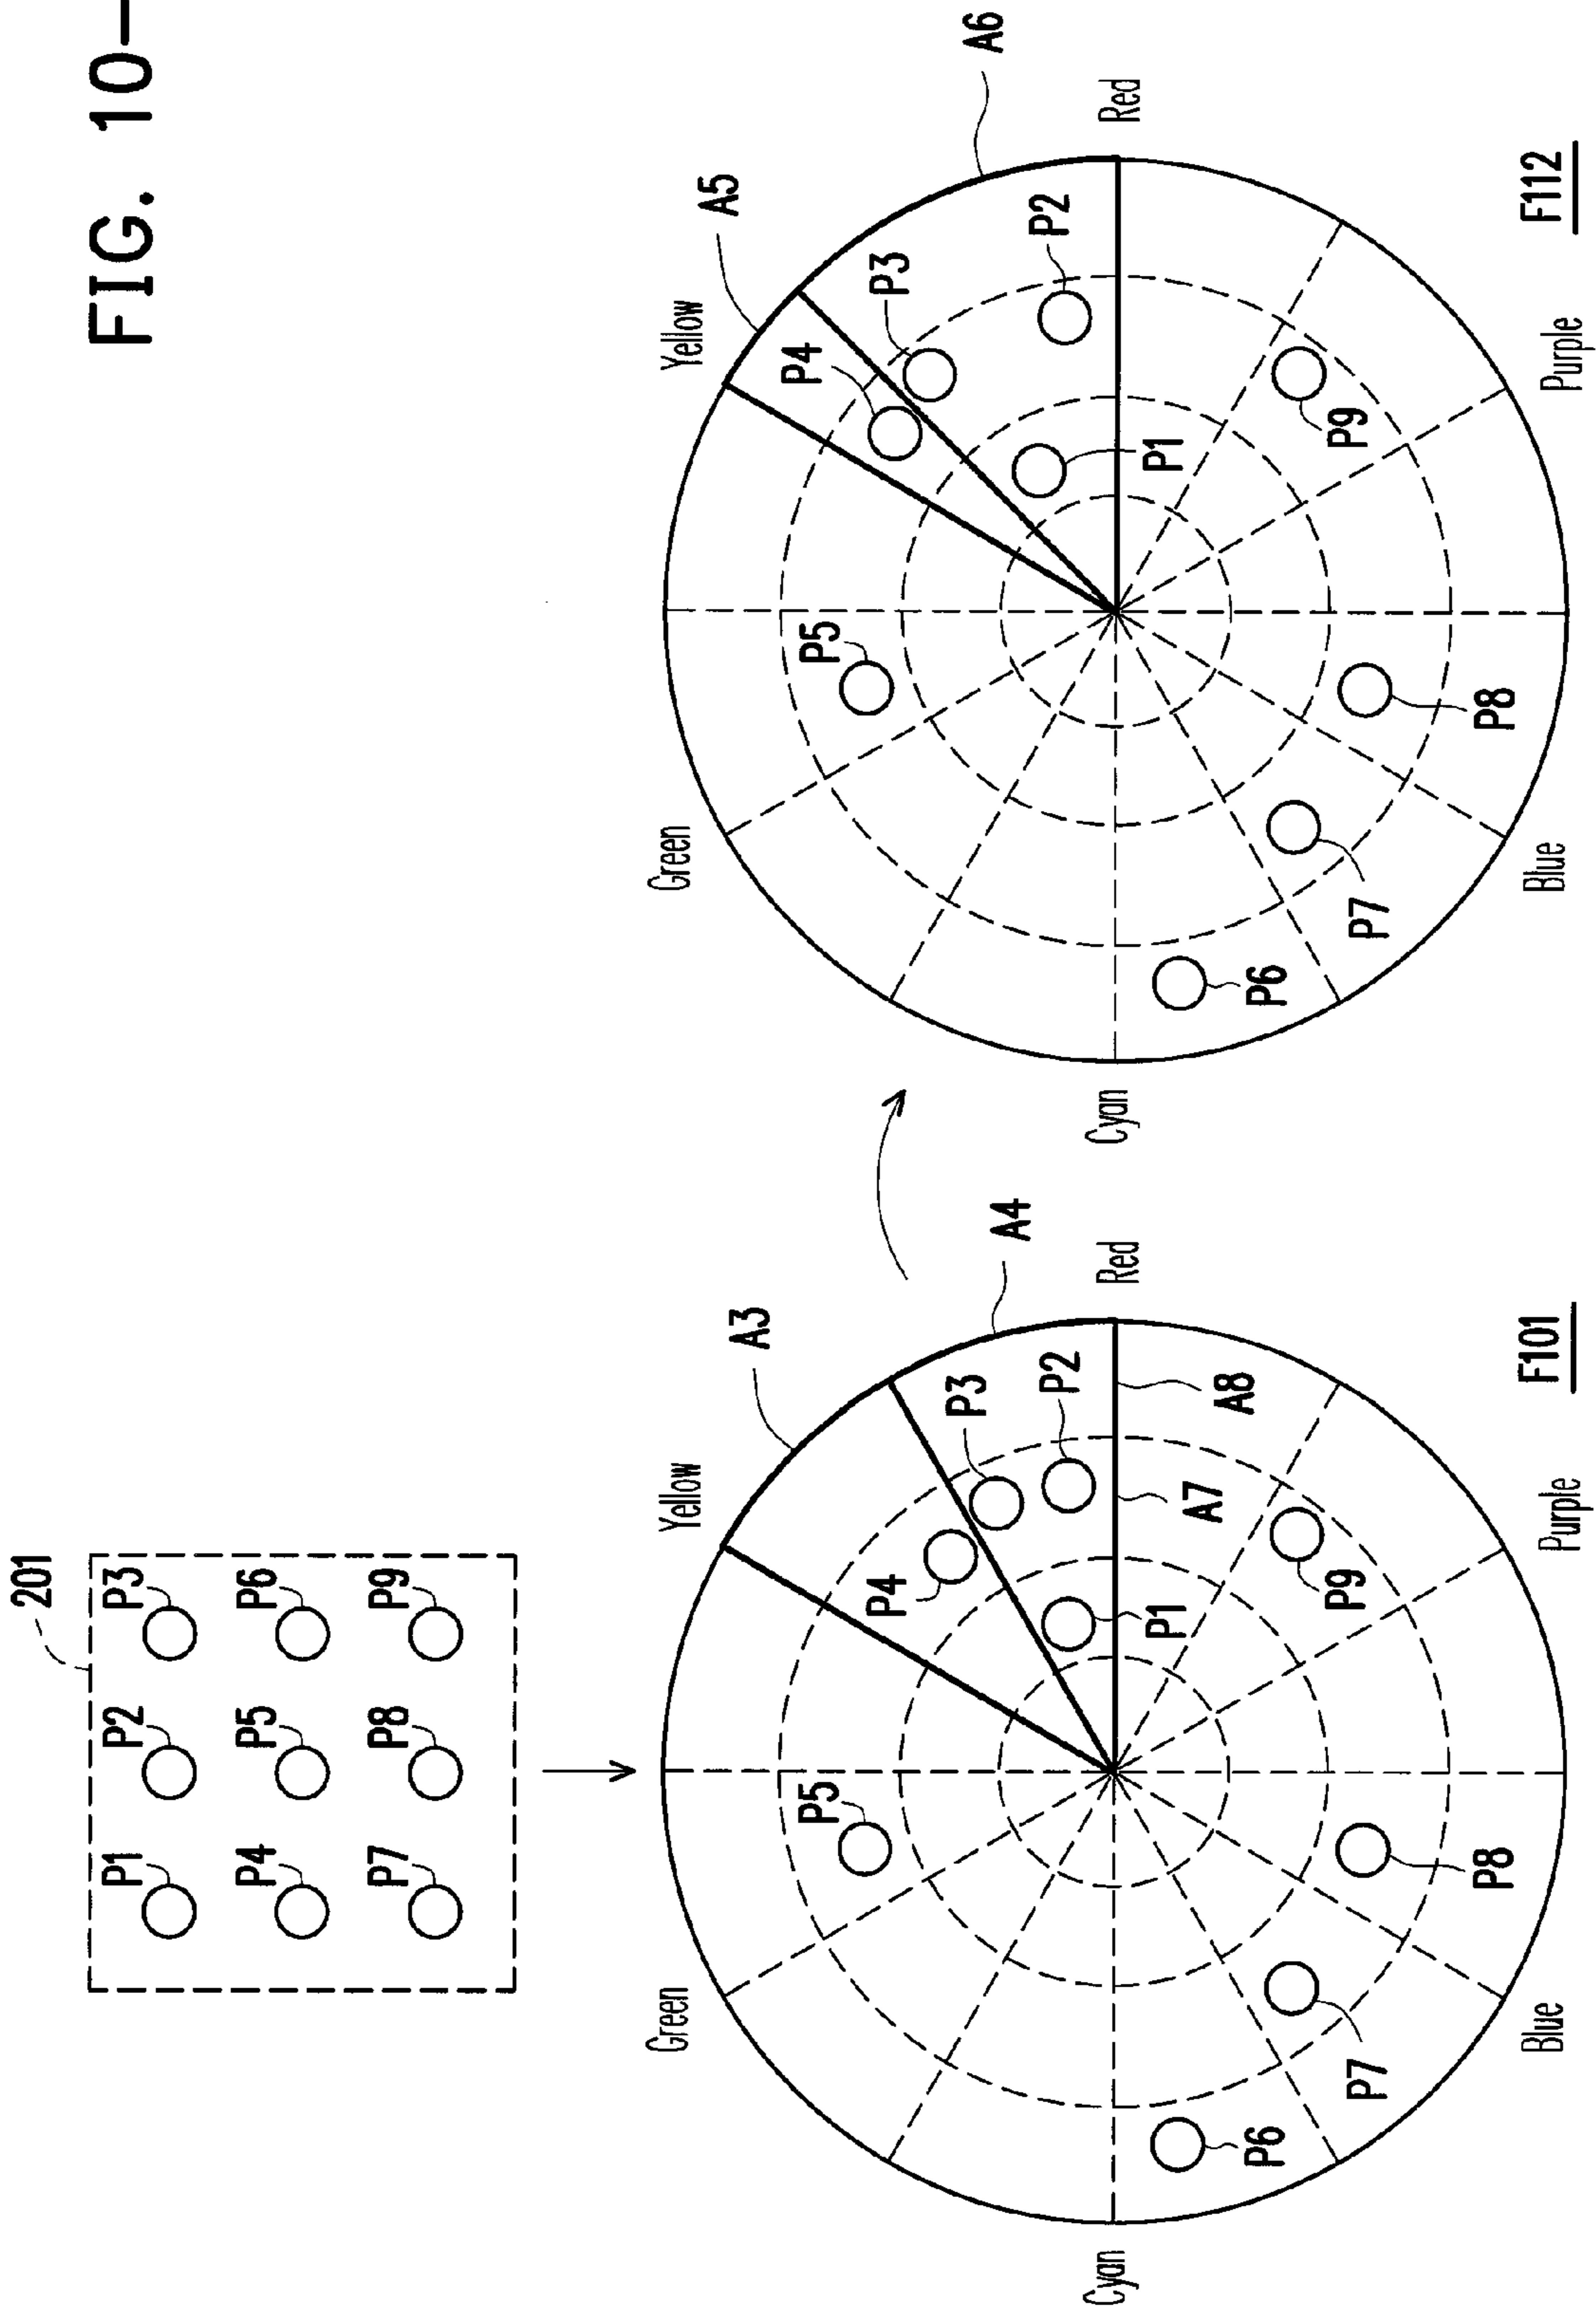 FIG. 10-
201
P1
P2
P3
P4
P5
P6
P7
P8
P9
Yellow
A3
A4
Green
P5
P4
P3
P2
P1
Red
Cyan
A7
A8
P6
P9
P7
P8
Blue
Purple
F101
Yellow
A5
A6
Green
P5
P4
P3
P2
P1
Red
Cyan
P6
P9
P7
P8
Blue
Purple
F112